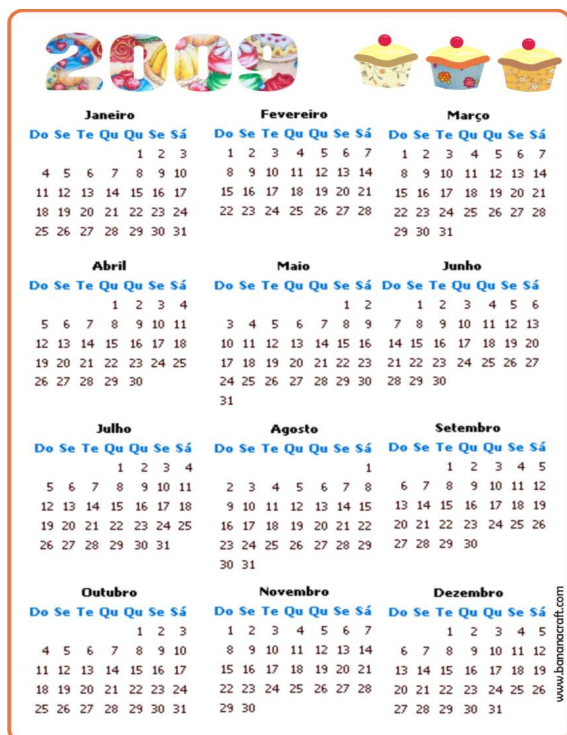 2009
Janeiro
Do Se Te Qu Qu Se Sá
1 2 3
4 5 6 7 8 9 10
11 12 13 14 15 16 17
18 19 20 21 22 23 24
25 26 27 28 29 30 31
Fevereiro
Do Se Te Qu Qu Se Sá
1 2 3 4 5 6 7
8 9 10 11 12 13 14
15 16 17 18 19 20 21
22 23 24 25 26 27 28
Março
Do Se Te Qu Qu Se Sá
1 2 3 4 5 6 7
8 9 10 11 12 13 14
15 16 17 18 19 20 21
22 23 24 25 26 27 28
29 30 31
Abril
Do Se Te Qu Qu Se Sá
1 2 3 4
5 6 7 8 9 10 11
12 13 14 15 16 17 18
19 20 21 22 23 24 25
26 27 28 29 30
Maio
Do Se Te Qu Qu Se Sá
1 2
3 4 5 6 7 8 9
10 11 12 13 14 15 16
17 18 19 20 21 22 23
24 25 26 27 28 29 30
31
Junho
Do Se Te Qu Qu Se Sá
1 2 3 4 5 6
7 8 9 10 11 12 13
14 15 16 17 18 19 20
21 22 23 24 25 26 27
28 29 30
Julho
Do Se Te Qu Qu Se Sá
1 2 3 4
5 6 7 8 9 10 11
12 13 14 15 16 17 18
19 20 21 22 23 24 25
26 27 28 29 30 31
Agosto
Do Se Te Qu Qu Se Sá
1
2 3 4 5 6 7 8
9 10 11 12 13 14 15
16 17 18 19 20 21 22
23 24 25 26 27 28 29
30 31
Setembro
Do Se Te Qu Qu Se Sá
1 2 3 4 5
6 7 8 9 10 11 12
13 14 15 16 17 18 19
20 21 22 23 24 25 26
27 28 29 30
Outubro
Do Se Te Qu Qu Se Sá
1 2 3
4 5 6 7 8 9 10
11 12 13 14 15 16 17
18 19 20 21 22 23 24
25 26 27 28 29 30 31
Novembro
Do Se Te Qu Qu Se Sá
1 2 3 4 5 6 7
8 9 10 11 12 13 14
15 16 17 18 19 20 21
22 23 24 25 26 27 28
29 30
Dezembro
Do Se Te Qu Qu Se Sá
1 2 3 4 5
6 7 8 9 10 11 12
13 14 15 16 17 18 19
20 21 22 23 24 25 26
27 28 29 30 31
www.bananacraft.com